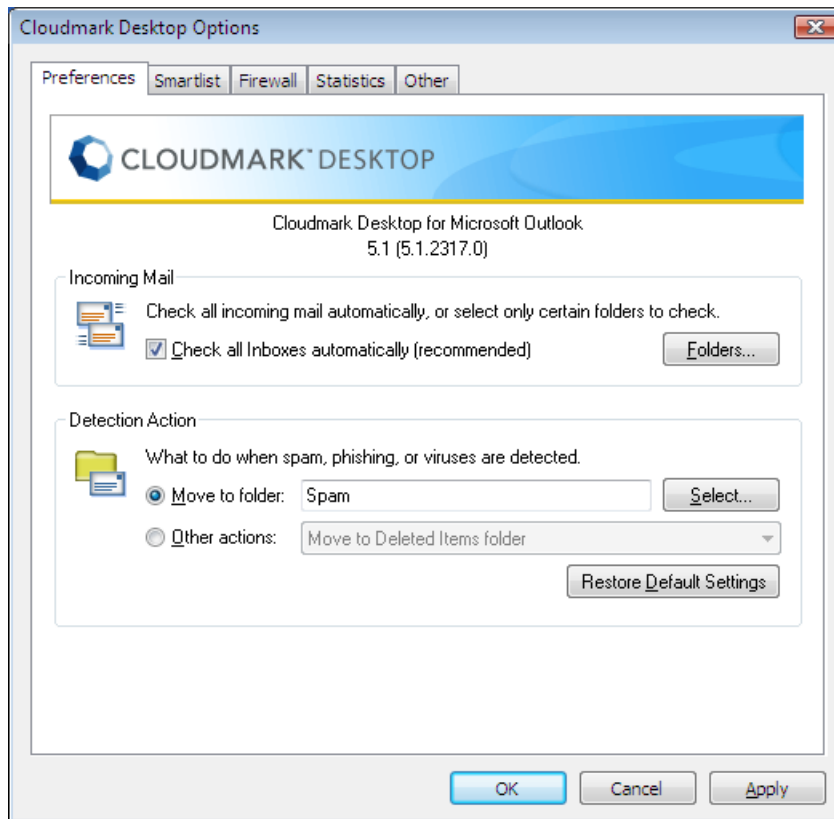 Cloudmark Desktop Options
Preferences Smartlist Firewall Statistics Other
CLOUDMARK™ DESKTOP
Cloudmark Desktop for Microsoft Outlook
5.1 (5.1.2317.0)
Incoming Mail
Check all incoming mail automatically, or select only certain folders to check.
Check all Inboxes automatically (recommended) Folders...
Detection Action
What to do when spam, phishing, or viruses are detected.
Move to folder: Spam Select...
Other actions: Move to Deleted Items folder
Restore Default Settings
OK Cancel Apply